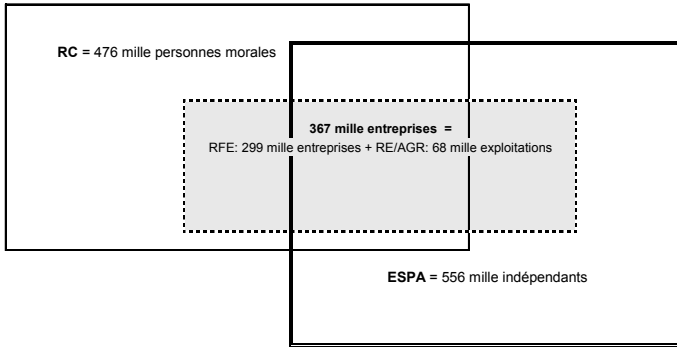 RC = 476 mille personnes morales
367 mille entreprises =
RFE: 299 mille entreprises + RE/AGR: 68 mille exploitations
ESPA = 556 mille indépendants